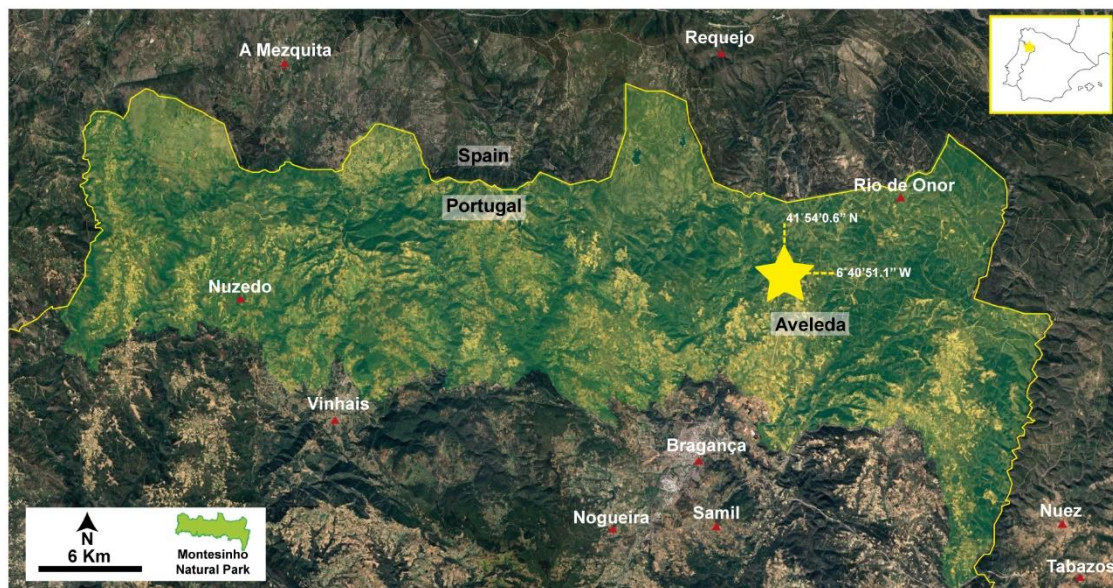 A Mezquita
Requejo
Spain
Portugal
Rio de Onor
41°54'0.6" N
6°40'51.1" W
Nuzedo
Aveleda
Vinhais
Bragança
Nogueira
Samil
Nuez
Tabazos
N
6 Km
Montesinho
Natural Park